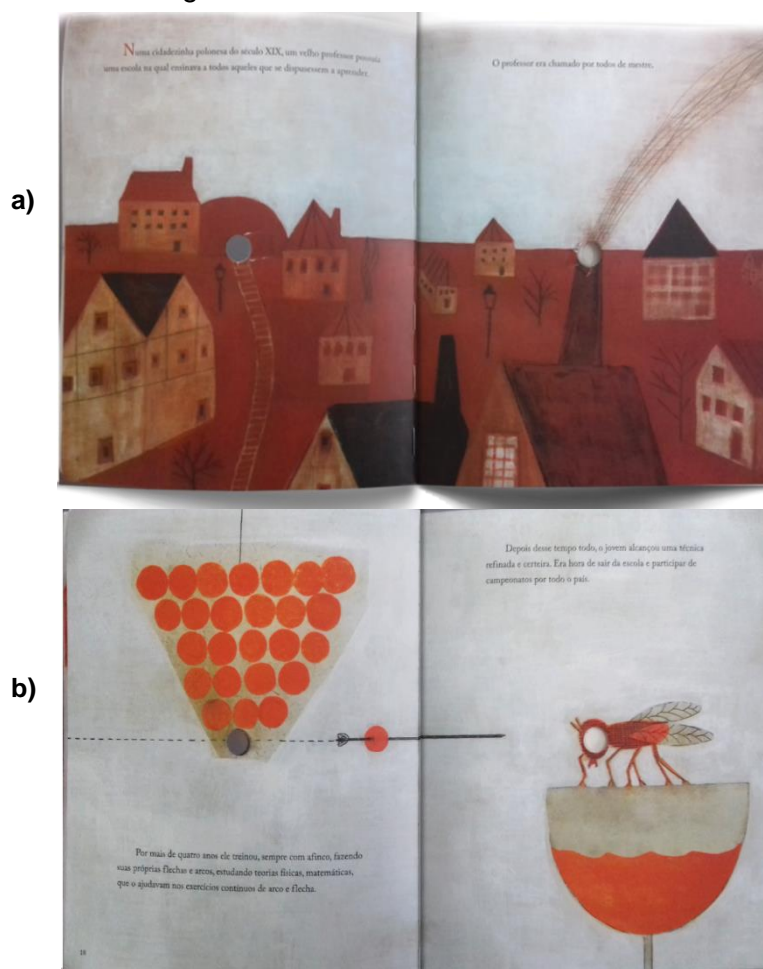 a)
Numa cidadezinha polonesa do século XIX, um velho professor possuía
uma escola na qual ensinava a todos aqueles que se dispusessem a aprender.
O professor era chamado por todos de mestre.
b)
Depois desse tempo todo, o jovem alcançou uma técnica
refinada e certeira. Era hora de sair da escola e participar de
campeonatos por todo o país.
Por mais de quatro anos ele treinou, sempre com afinco, fazendo
suas próprias flechas e arcos, estudando teorias físicas, matemáticas,
que o ajudavam nos exercícios contínuos de arco e flecha.